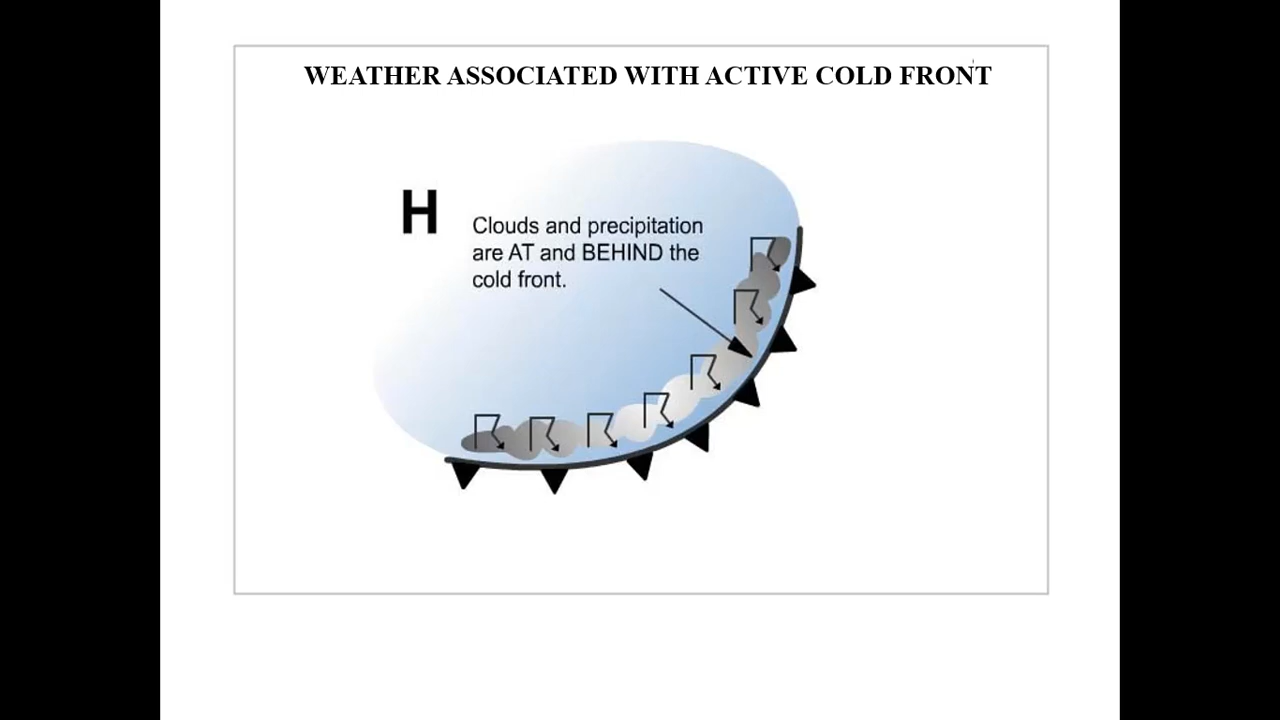 WEATHER ASSOCIATED WITH ACTIVE COLD FRONT
H
Clouds and precipitation
are AT and BEHIND the
cold front.